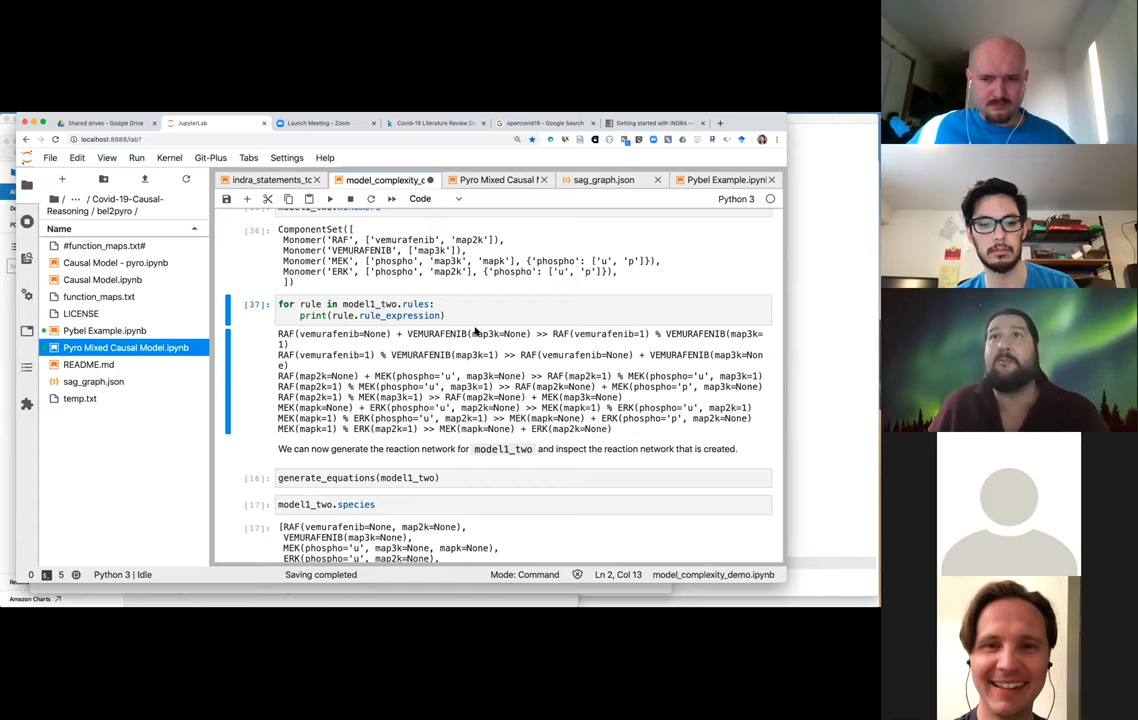 Shared drives - Google Drive
JupyterLab
Launch Meeting - Zoom
Covid-19 Literature Review Da
opencovid19 - Google Search
Getting started with INDRA —
localhost:8888/lab?
File Edit View Run Kernel Git-Plus Tabs Settings Help
indra_statements_tc
model_complexity_c
Pyro Mixed Causal M
sag_graph.json
Pybel Example.ipynb
Code
Python 3
/ ··· / Covid-19-Causal-
Reasoning / bel2pyro /
Name
#function_maps.txt#
Causal Model - pyro.ipynb
Causal Model.ipynb
function_maps.txt
LICENSE
Pybel Example.ipynb
Pyro Mixed Causal Model.ipynb
README.md
sag_graph.json
temp.txt
[36]:
ComponentSet([
Monomer('RAF', ['vemurafenib', 'map2k']),
Monomer('VEMURAFENIB', ['map3k']),
Monomer('MEK', ['phospho', 'map3k', 'mapk'], {'phospho': ['u', 'p']}),
Monomer('ERK', ['phospho', 'map2k'], {'phospho': ['u', 'p']}),
])
[37]: for rule in model1_two.rules:
print(rule.rule_expression)
RAF(vemurafenib=None) + VEMURAFENIB(map3k=None) >> RAF(vemurafenib=1) % VEMURAFENIB(map3k=
1)
RAF(vemurafenib=1) % VEMURAFENIB(map3k=1) >> RAF(vemurafenib=None) + VEMURAFENIB(map3k=Non
e)
RAF(map2k=None) + MEK(phospho='u', map3k=None) >> RAF(map2k=1) % MEK(phospho='u', map3k=1)
RAF(map2k=1) % MEK(phospho='u', map3k=1) >> RAF(map2k=None) + MEK(phospho='p', map3k=None)
RAF(map2k=1) % MEK(map3k=1) >> RAF(map2k=None) + MEK(map3k=None)
MEK(mapk=None) + ERK(phospho='u', map2k=None) >> MEK(mapk=1) % ERK(phospho='u', map2k=1)
MEK(mapk=1) % ERK(phospho='u', map2k=1) >> MEK(mapk=None) + ERK(phospho='p', map2k=None)
MEK(mapk=1) % ERK(map2k=1) >> MEK(mapk=None) + ERK(map2k=None)
We can now generate the reaction network for model1_two and inspect the reaction network that is created.
[16]: generate_equations(model1_two)
[17]: model1_two.species
[17]: [RAF(vemurafenib=None, map2k=None),
VEMURAFENIB(map3k=None),
MEK(phospho='u', map3k=None, mapk=None),
ERK(phospho='u', map2k=None),
0 5 Python 3 | Idle
Saving completed
Mode: Command
Ln 2, Col 13
model_complexity_demo.ipynb
Amazon Charts